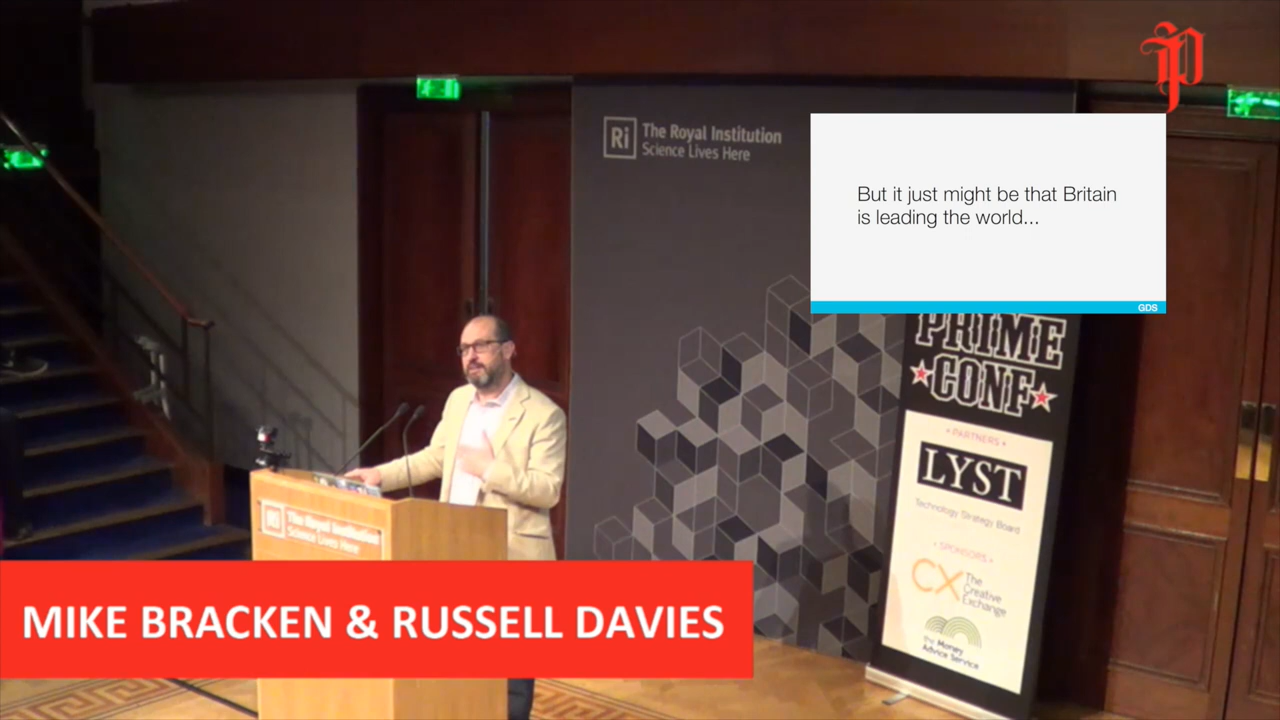 Ri The Royal Institution
Science Lives Here
But it just might be that Britain
is leading the world...
GDS
PRIME
CONF
PARTNERS
LYST
Technology Strategy Board
SPONSORS
CX The
Creative
Exchange
the Money
Advice Service
Ri The Royal Institution
Science Lives Here
MIKE BRACKEN & RUSSELL DAVIES